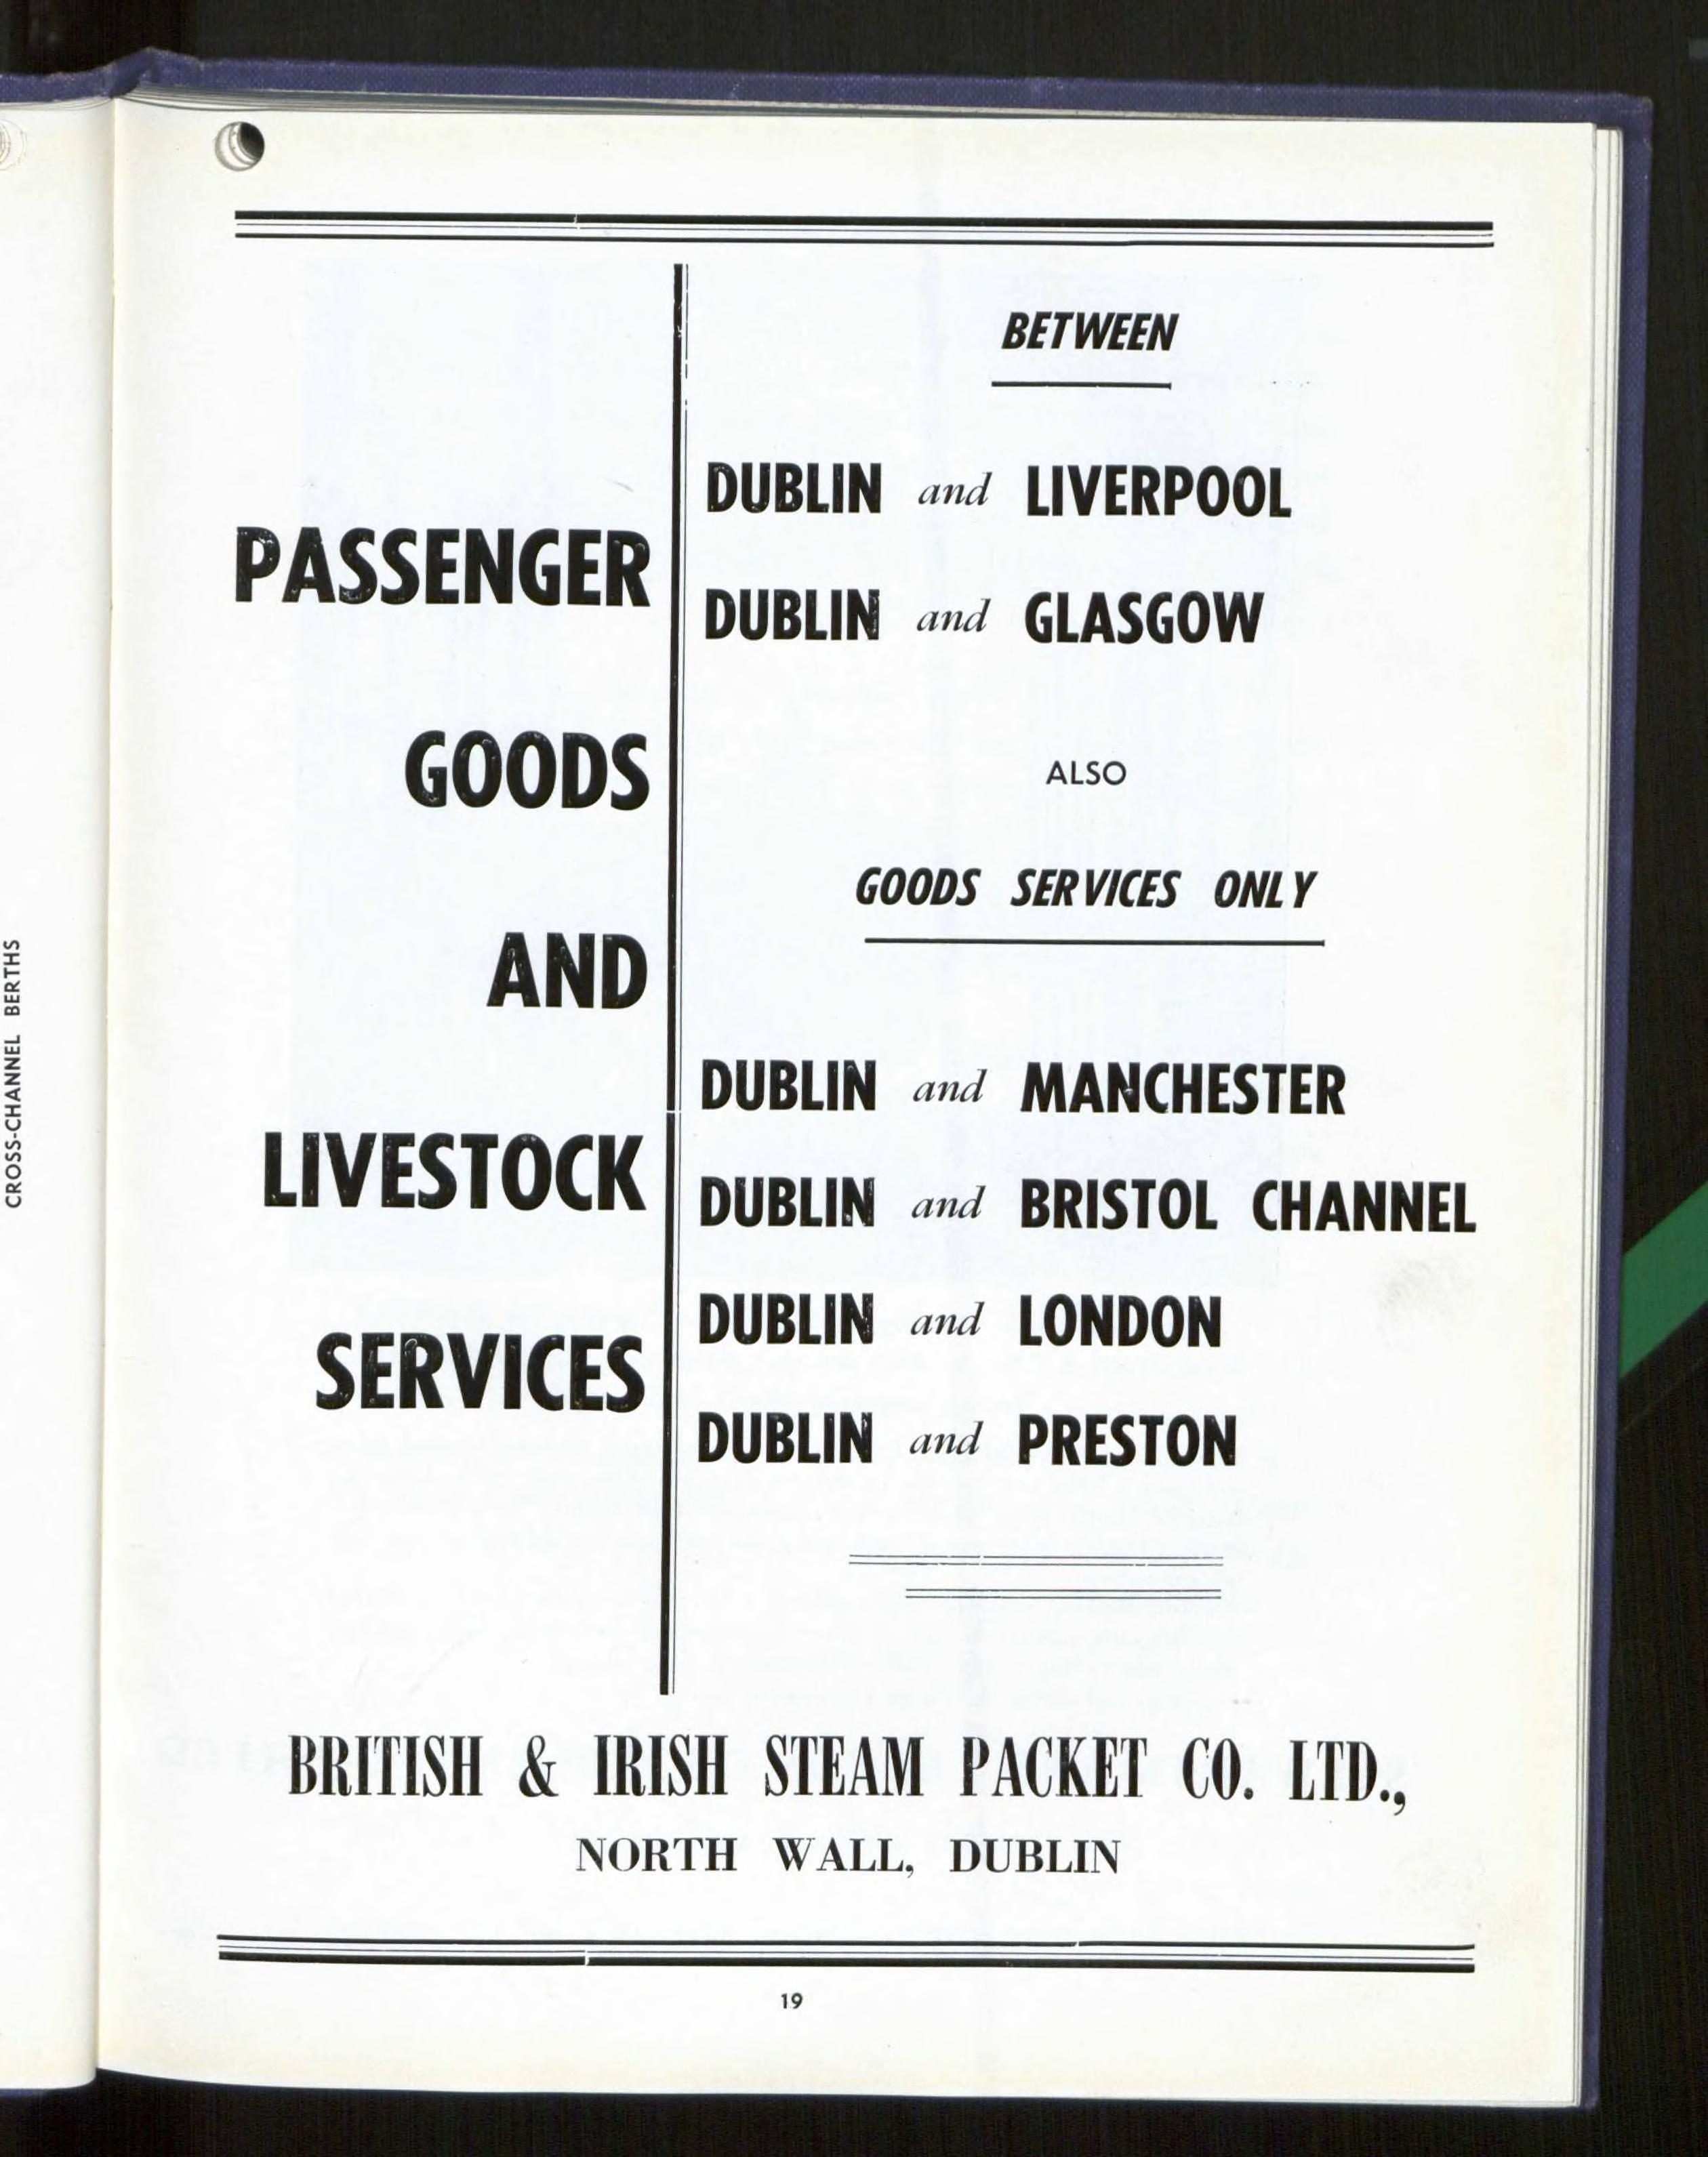 CROSS-CHANNEL BERTHS
PASSENGER
GOODS
AND
LIVESTOCK
SERVICES
BETWEEN
DUBLIN and LIVERPOOL
DUBLIN and GLASGOW
ALSO
GOODS SERVICES ONLY
DUBLIN and MANCHESTER
DUBLIN and BRISTOL CHANNEL
DUBLIN and LONDON
DUBLIN and PRESTON
BRITISH & IRISH STEAM PACKET CO. LTD.,
NORTH WALL, DUBLIN
19